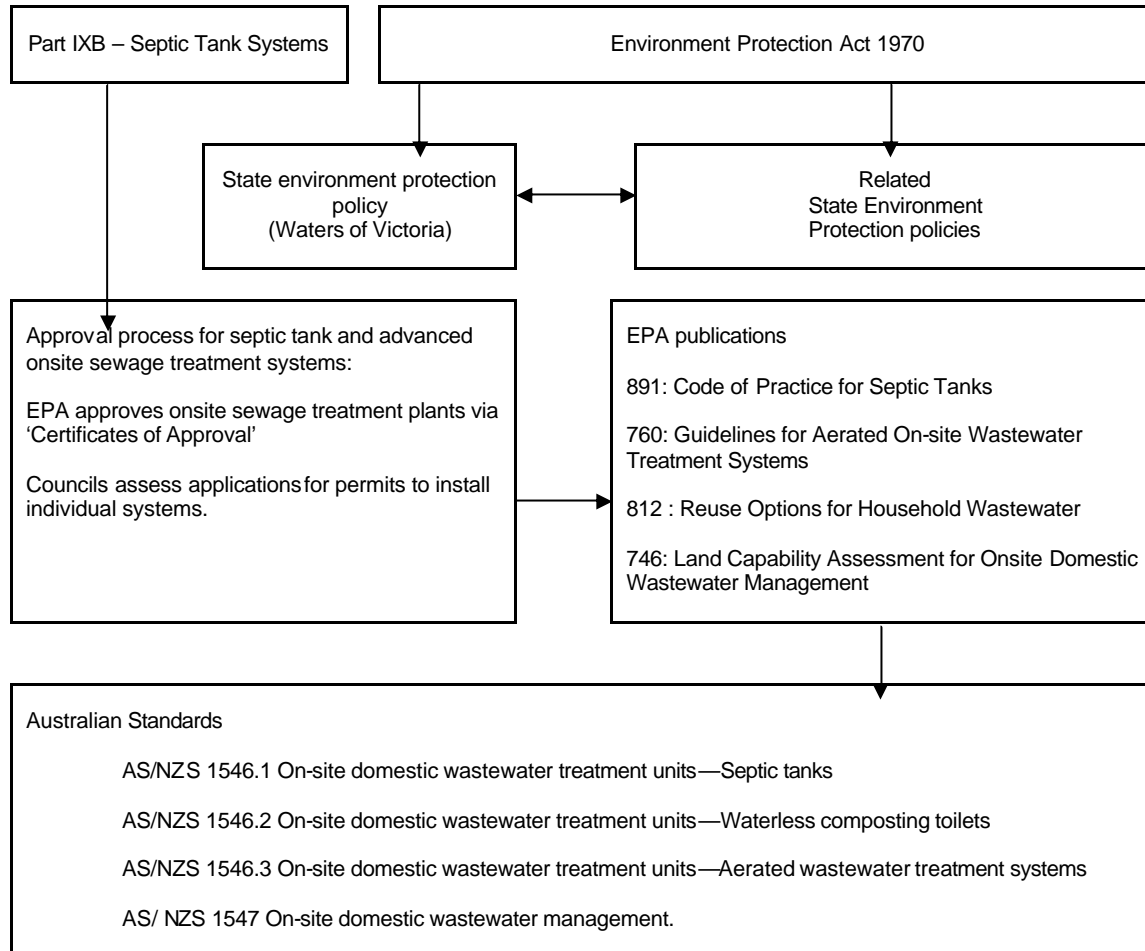 Part IXB – Septic Tank Systems
Environment Protection Act 1970
State environment protection
policy
(Waters of Victoria)
Related
State Environment
Protection policies
Approval process for septic tank and advanced
onsite sewage treatment systems:
EPA approves onsite sewage treatment plants via
‘Certificates of Approval’
Councils assess applications for permits to install
individual systems.
EPA publications
891: Code of Practice for Septic Tanks
760: Guidelines for Aerated On-site Wastewater
Treatment Systems
812 : Reuse Options for Household Wastewater
746: Land Capability Assessment for Onsite Domestic
Wastewater Management
Australian Standards
AS/NZS 1546.1 On-site domestic wastewater treatment units—Septic tanks
AS/NZS 1546.2 On-site domestic wastewater treatment units—Waterless composting toilets
AS/NZS 1546.3 On-site domestic wastewater treatment units—Aerated wastewater treatment systems
AS/ NZS 1547 On-site domestic wastewater management.